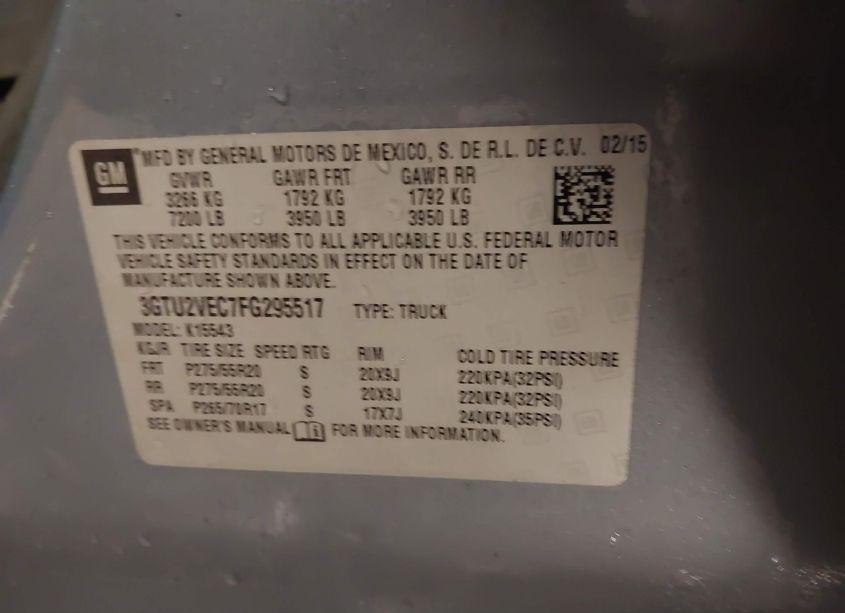 GM MFD BY GENERAL MOTORS DE MEXICO, S. DE R.L. DE C.V. 02/15
GVWR GAWR FRT GAWR RR
3266 KG 1792 KG 1792 KG
7200 LB 3950 LB 3950 LB
THIS VEHICLE CONFORMS TO ALL APPLICABLE U.S. FEDERAL MOTOR
VEHICLE SAFETY STANDARDS IN EFFECT ON THE DATE OF
MANUFACTURE SHOWN ABOVE.
3GTU2VEC7FG295517 TYPE: TRUCK
MODEL: K15543
KGJR TIRE SIZE SPEED RTG RIM COLD TIRE PRESSURE
FRT P275/55R20 S 20X9J 220KPA(32PSI)
RR P275/55R20 S 20X9J 220KPA(32PSI)
SPA P265/70R17 S 17X7J 240KPA(35PSI)
SEE OWNER'S MANUAL FOR MORE INFORMATION.